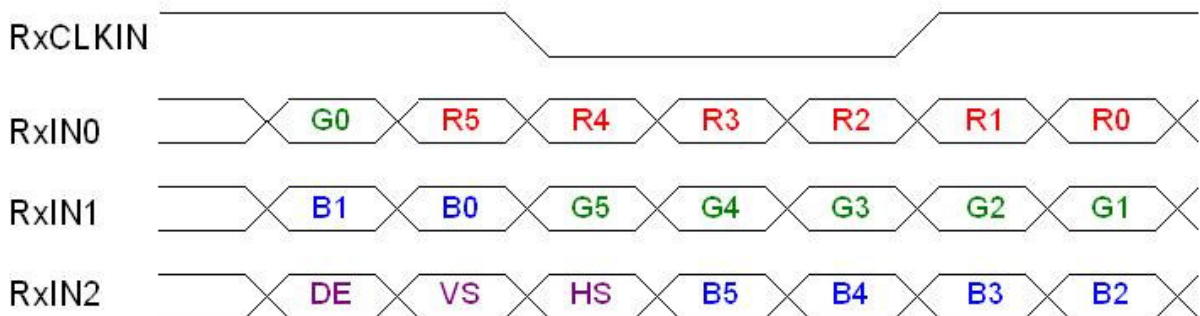 RxCLKIN
RxIN0 G0 R5 R4 R3 R2 R1 R0
RxIN1 B1 B0 G5 G4 G3 G2 G1
RxIN2 DE VS HS B5 B4 B3 B2